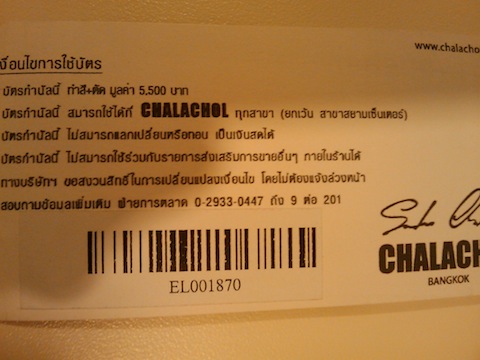 www.chalacho
งื่อนไขการใช้บัตร
บัตรกำนัลนี้ ทำสี+ตัด มูลค่า 5,500 บาท
บัตรกำนัลนี้ สมารถใช้ได้ที่ CHALACHOL ทุกสาขา (ยกเว้น สาขาสยามเซ็นเตอร์)
บัตรกำนัลนี้ ไม่สมารถแลกเปลี่ยนหรือทอน เป็นเงินสดได้
บัตรกำนัลนี้ ไม่สมารถใช้ร่วมกับรายการส่งเสริมการขายอื่นๆ ภายในร้านได้
ทางบริษัทฯ ขอสงวนสิทธิ์ในการเปลี่ยนแปลงเงื่อนไข โดยไม่ต้องแจ้งล่วงหน้า
สอบถามข้อมูลเพิ่มเติม ฝ่ายการตลาด 0-2933-0447 ถึง 9 ต่อ 201
EL001870
CHALACH
BANGKOK